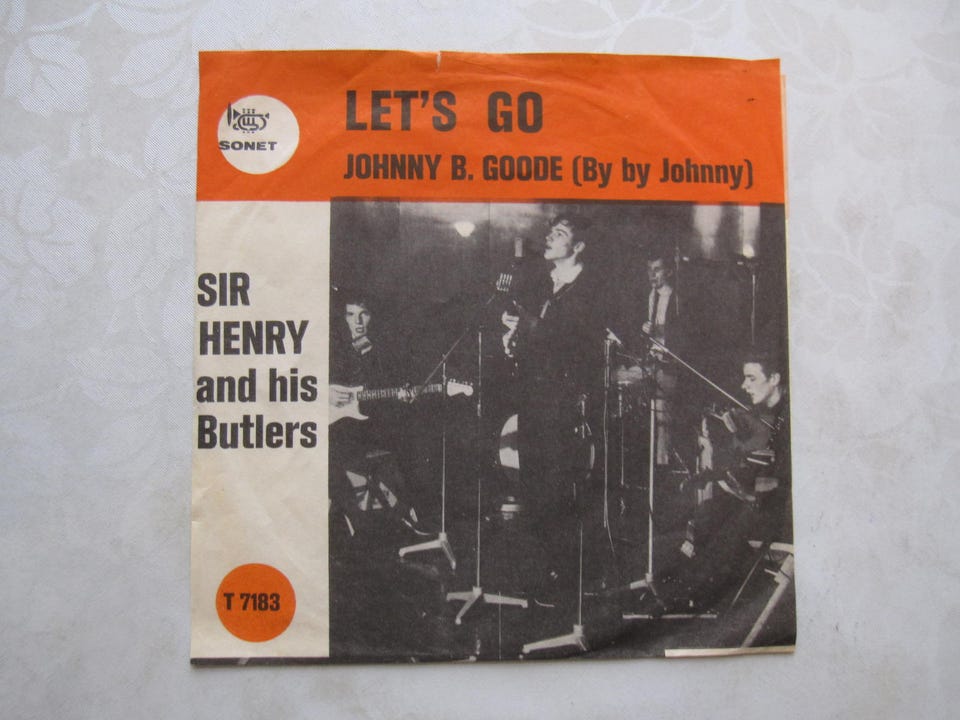 SONET
LET'S GO
JOHNNY B. GOODE (By by Johnny)
SIR
HENRY
and his
Butlers
T 7183